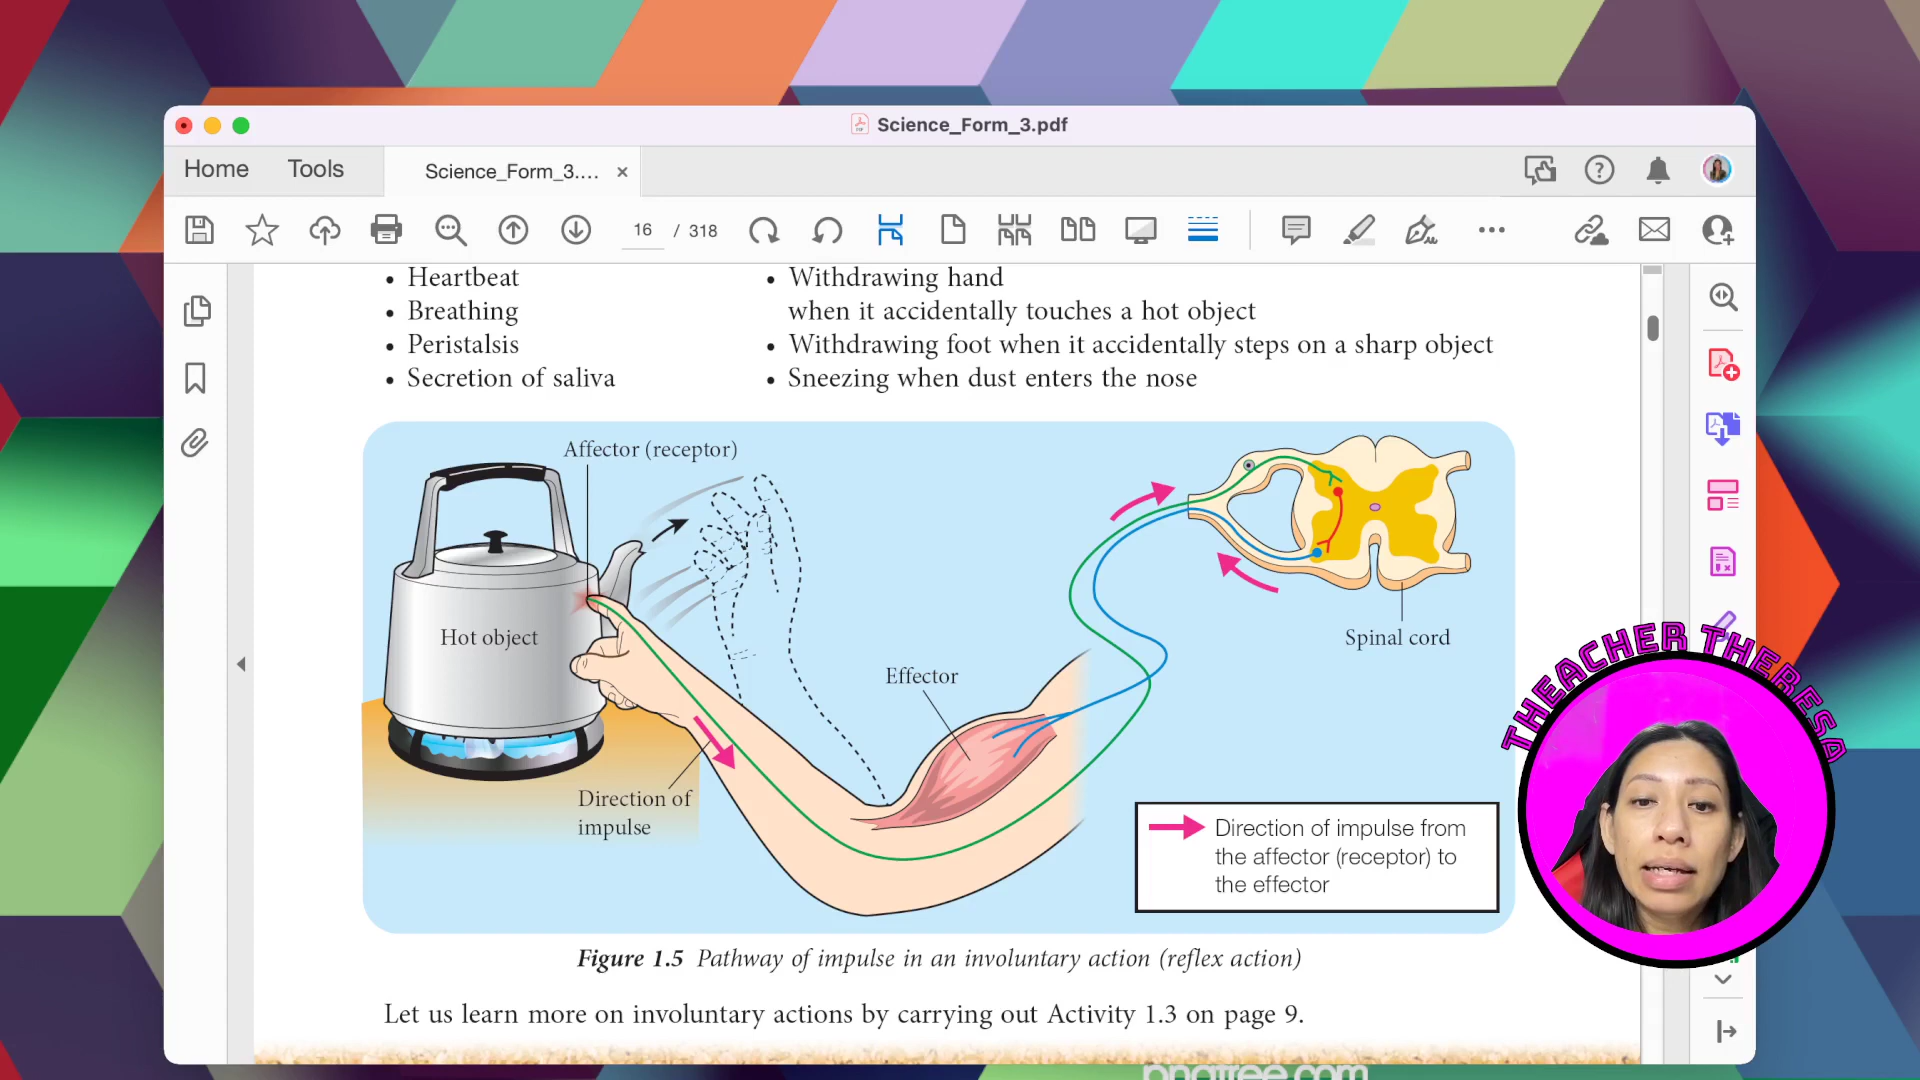 Science_Form_3.pdf
Home
Tools
Science_Form_3....
16 / 318
• Heartbeat
• Breathing
• Peristalsis
• Secretion of saliva
• Withdrawing hand
when it accidentally touches a hot object
• Withdrawing foot when it accidentally steps on a sharp object
• Sneezing when dust enters the nose
Affector (receptor)
Hot object
Effector
Spinal cord
Direction of
impulse
Direction of impulse from
the affector (receptor) to
the effector
THEACHER THERESA
Figure 1.5 Pathway of impulse in an involuntary action (reflex action)
Let us learn more on involuntary actions by carrying out Activity 1.3 on page 9.
pngtree.com